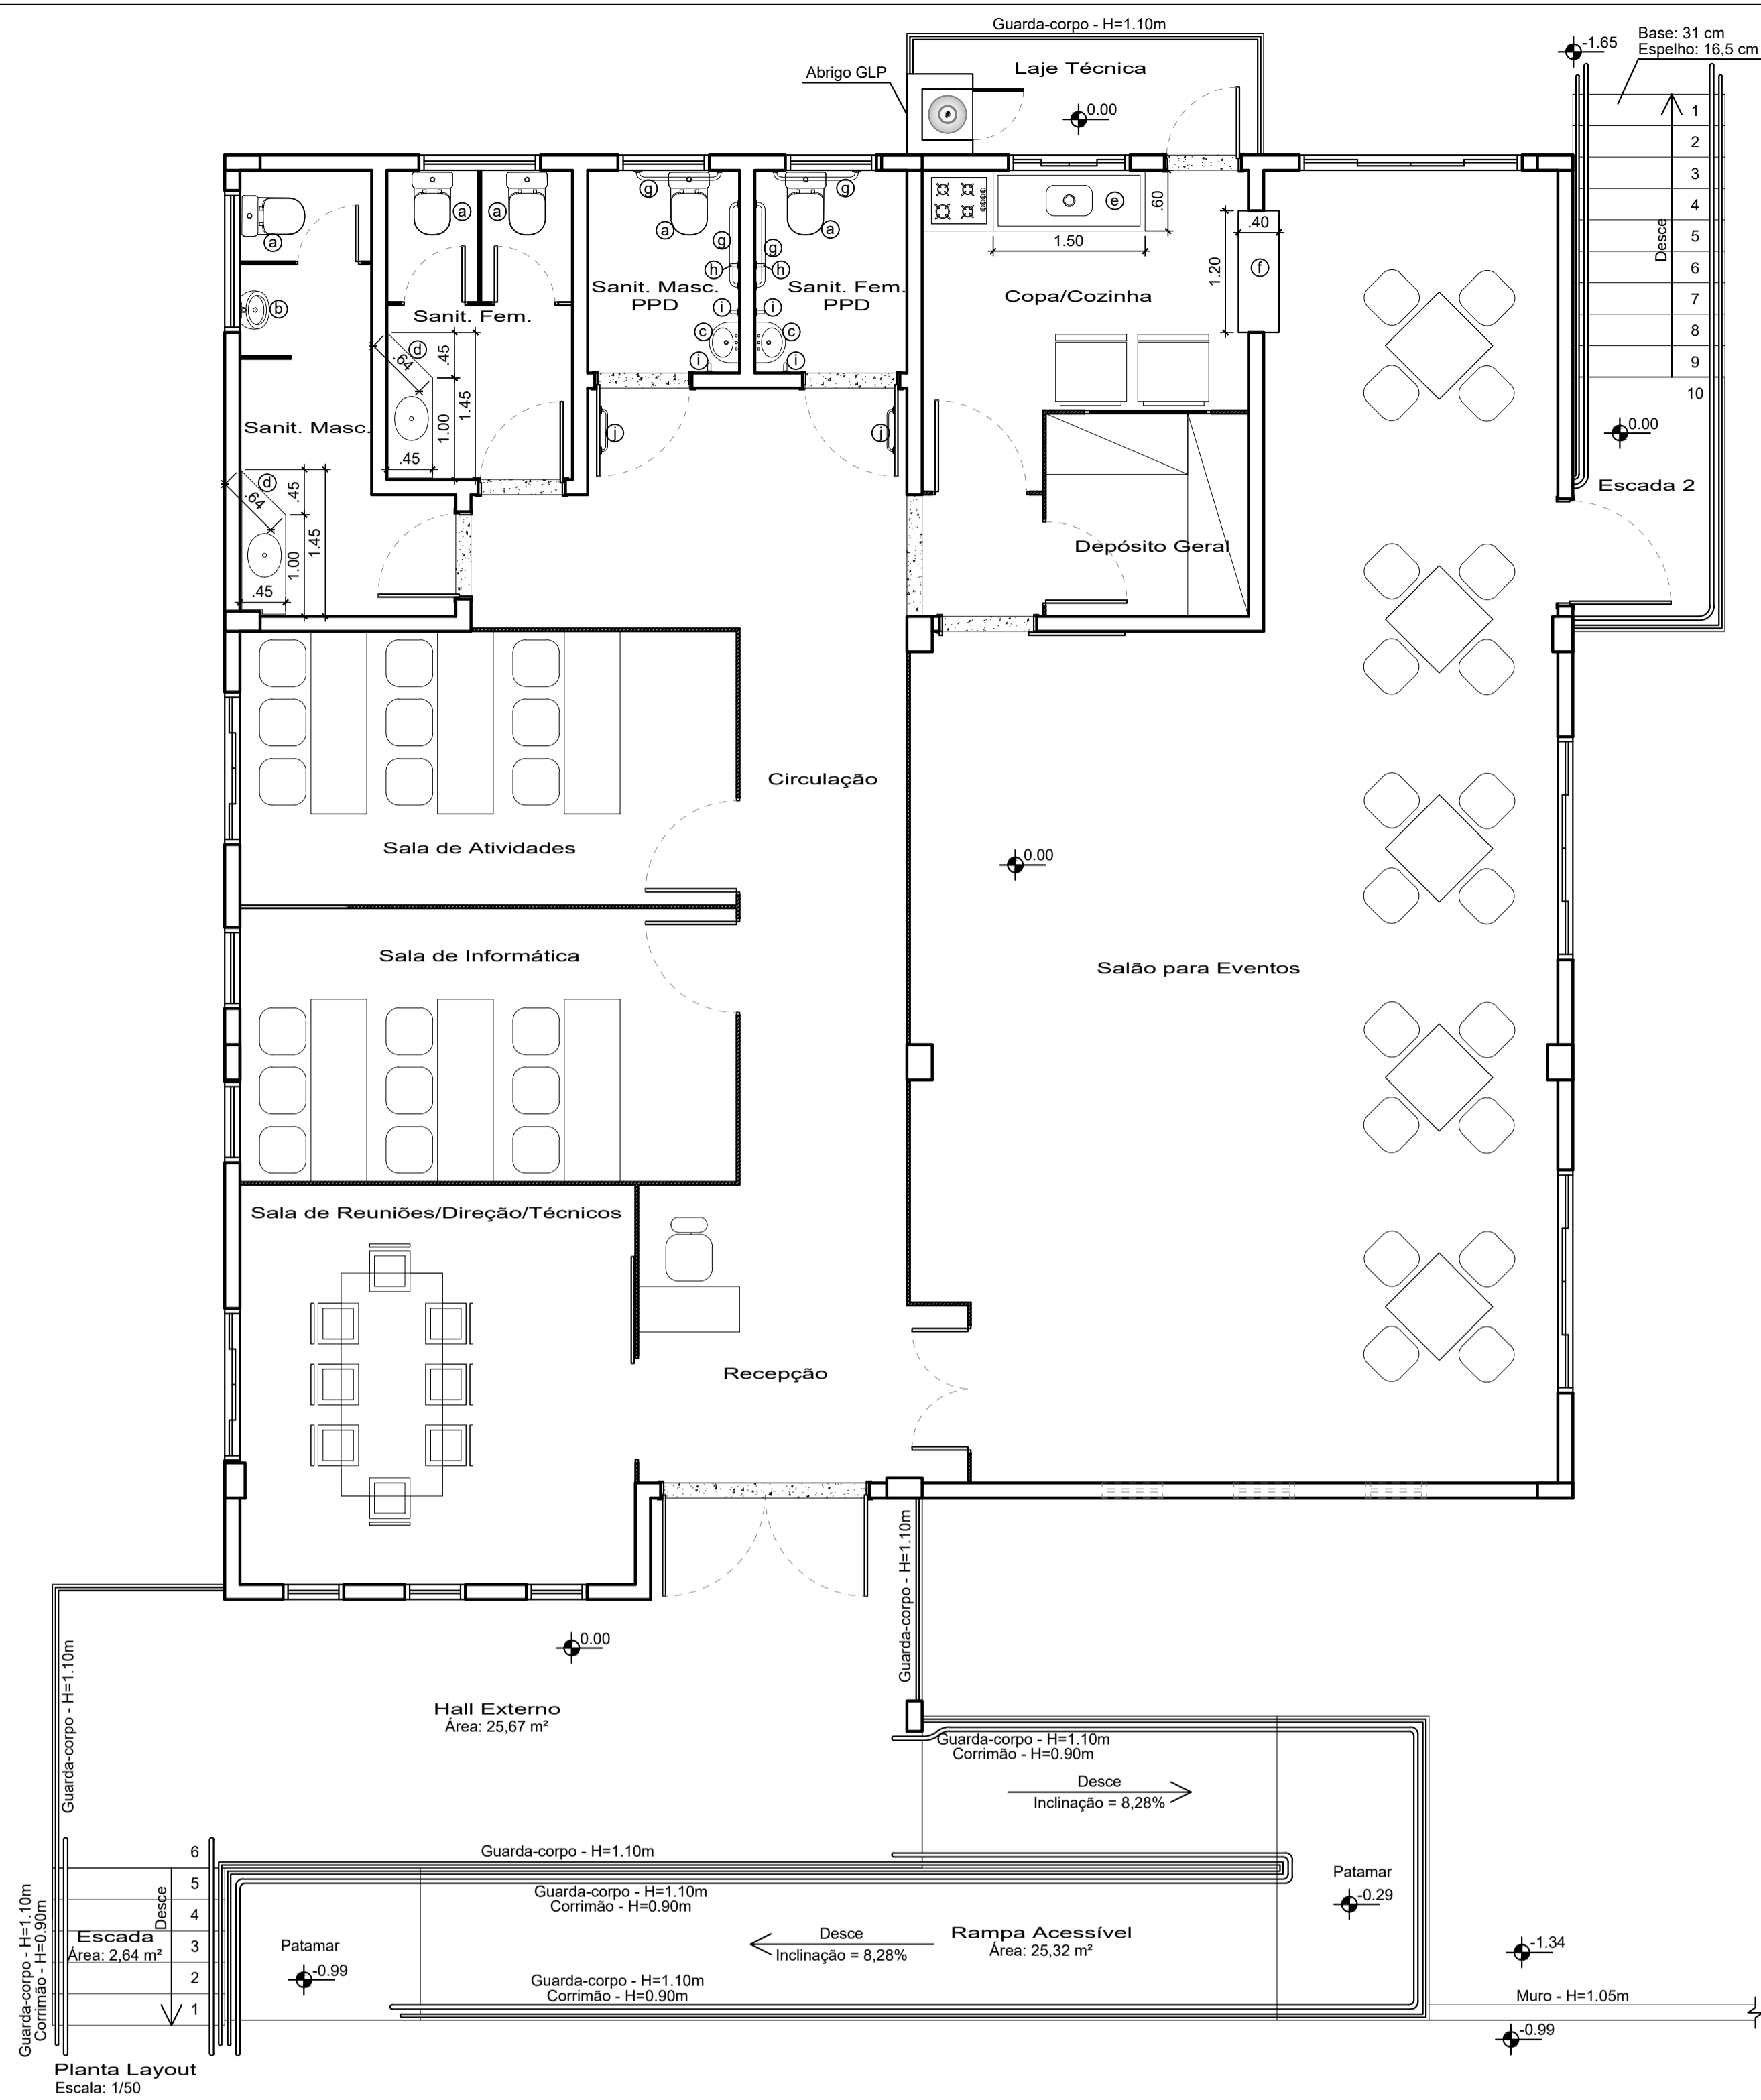 Guarda-corpo - H=1.10m
Base: 31 cm
Espelho: 16,5 cm
-1.65
Abrigo GLP
Laje Técnica
0.00
1
2
3
4
5
6
7
8
9
10
Desce
0.00
Escada 2
a
a
a
b
g
g
a
a
g
g
h
h
i
i
c
c
i
i
j
j
Sanit. Masc.
PPD
Sanit. Fem.
PPD
e
.60
1.50
.40
1.20
f
Copa/Cozinha
Sanit. Fem.
d
.64
.45
1.00
1.45
.45
Sanit. Masc.
d
.64
.45
1.00
1.45
.45
Depósito Geral
Circulação
Sala de Atividades
0.00
Sala de Informática
Salão para Eventos
Sala de Reuniões/Direção/Técnicos
Recepção
Guarda-corpo - H=1.10m
0.00
Guarda-corpo - H=1.10m
Hall Externo
Área: 25,67 m²
Guarda-corpo - H=1.10m
Corrimão - H=0.90m
Desce
Inclinação = 8,28%
Guarda-corpo - H=1.10m
6
5
4
3
2
1
Desce
Guarda-corpo - H=1.10m
Corrimão - H=0.90m
Escada
Área: 2,64 m²
Guarda-corpo - H=1.10m
Corrimão - H=0.90m
Patamar
-0.29
Patamar
-0.99
Desce
Inclinação = 8,28%
Rampa Acessível
Área: 25,32 m²
-1.34
Guarda-corpo - H=1.10m
Corrimão - H=0.90m
Muro - H=1.05m
-0.99
Planta Layout
Escala: 1/50